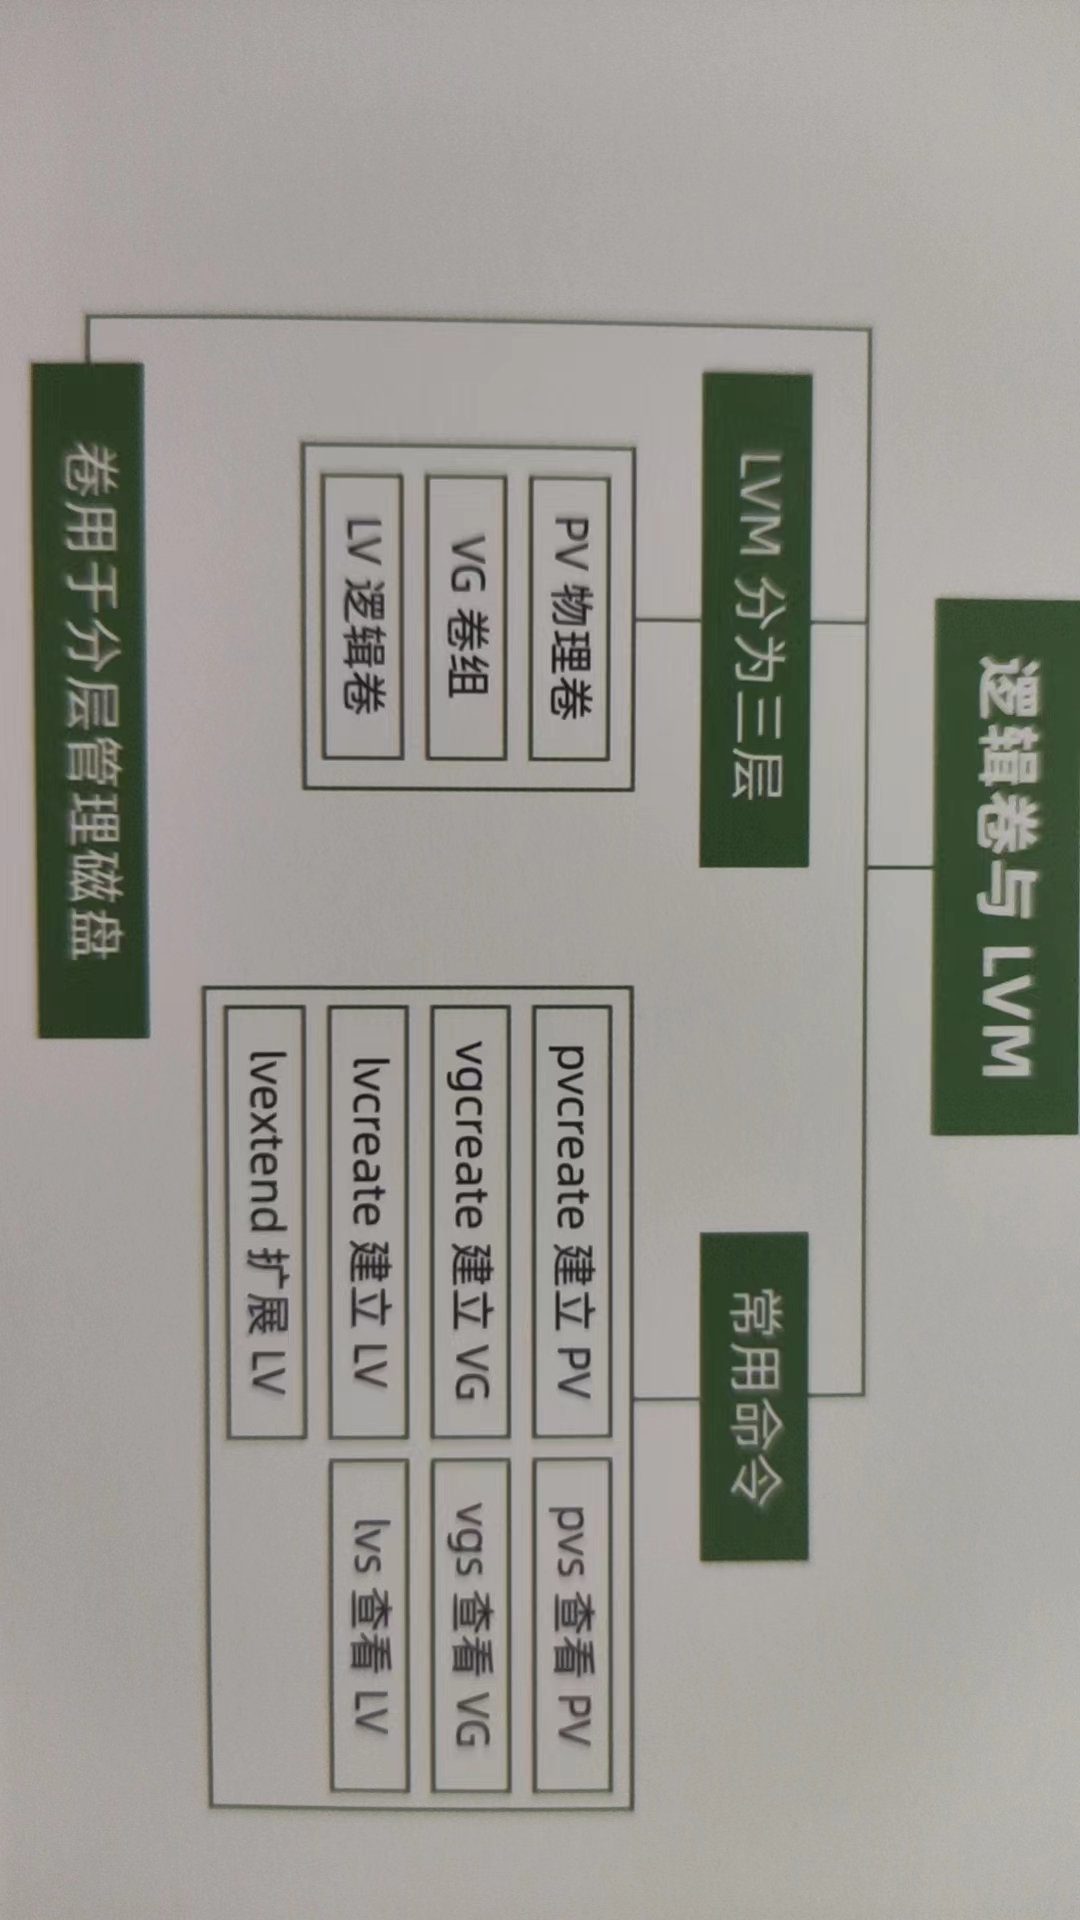 逻辑卷与 LVM
LVM 分为三层
常用命令
PV 物理卷
VG 卷组
LV 逻辑卷
pvcreate 建立 PV
pvs 查看 PV
vgcreate 建立 VG
vgs 查看 VG
lvcreate 建立 LV
lvs 查看 LV
lvextend 扩展 LV
卷用于分层管理磁盘